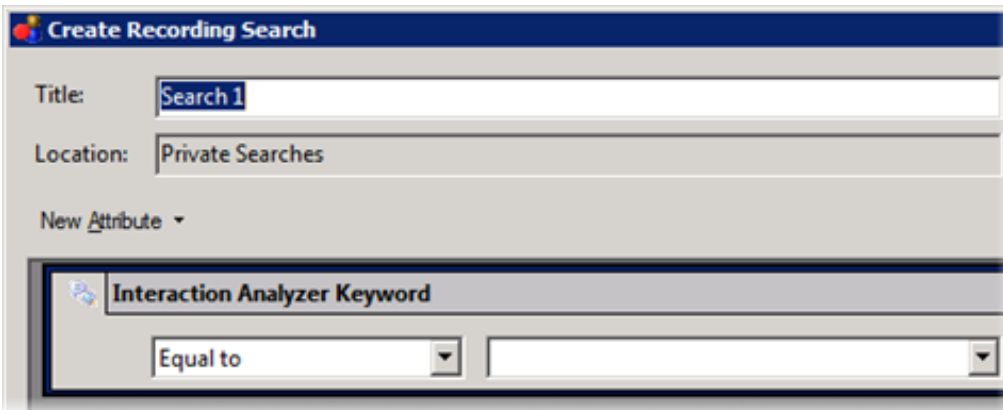 Create Recording Search
Title: Search 1
Location: Private Searches
New Attribute
Interaction Analyzer Keyword
Equal to